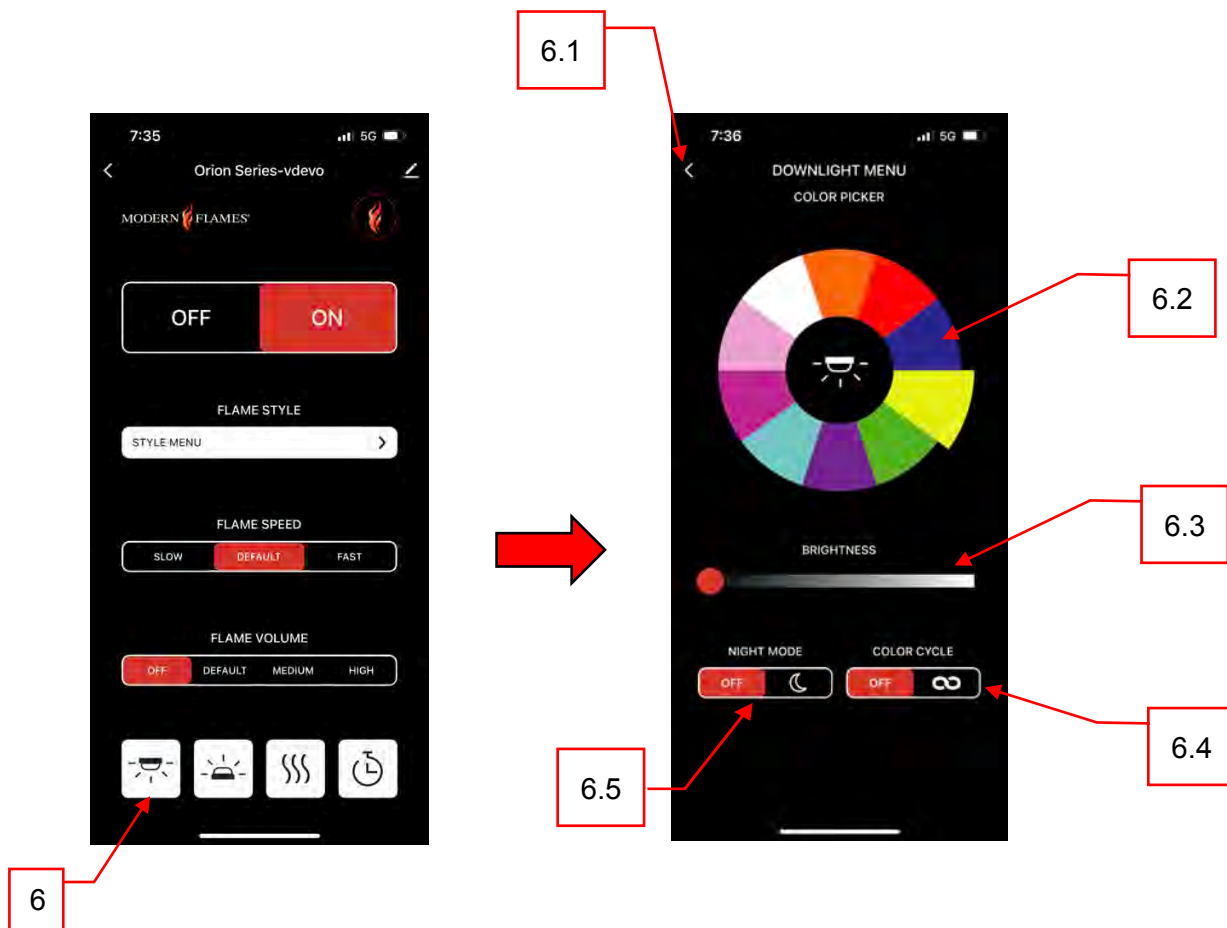 6.1
7:35
5G
Orion Series-vdevo
MODERN FLAMES®
OFF
ON
FLAME STYLE
STYLE MENU
FLAME SPEED
SLOW
DEFAULT
FAST
FLAME VOLUME
OFF
DEFAULT
MEDIUM
HIGH
6
7:36
5G
DOWNLIGHT MENU
COLOR PICKER
6.2
BRIGHTNESS
6.3
NIGHT MODE
COLOR CYCLE
OFF
OFF
6.4
6.5